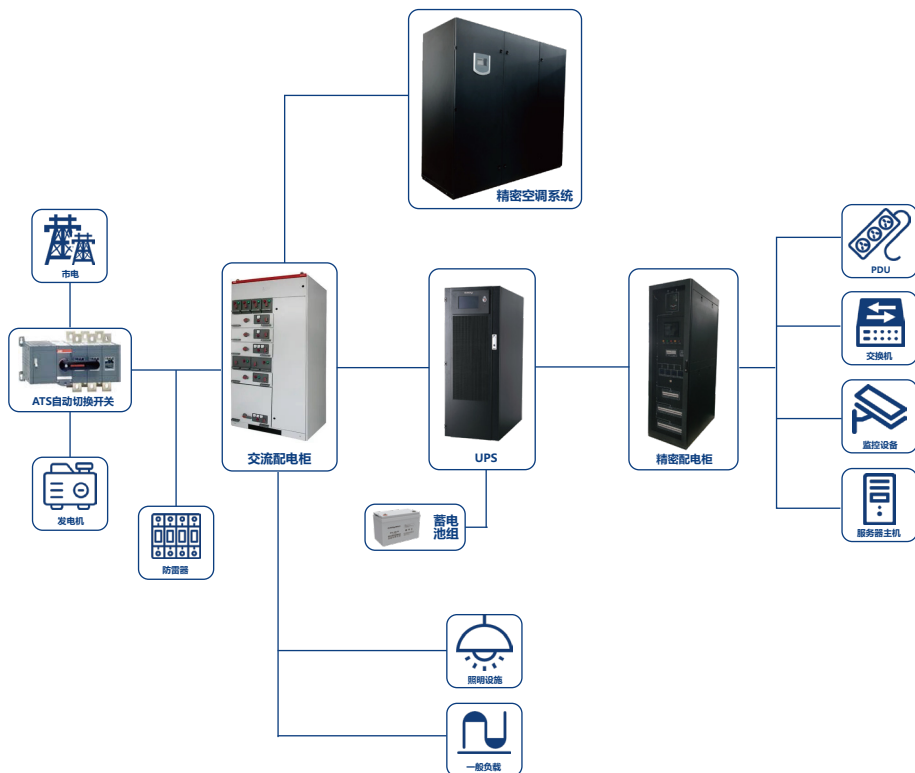 精密空调系统
市电
PDU
交换机
ATS自动切换开关
交流配电柜
UPS
精密配电柜
监控设备
发电机
蓄电
池组
服务器主机
防雷器
照明设施
一般负载